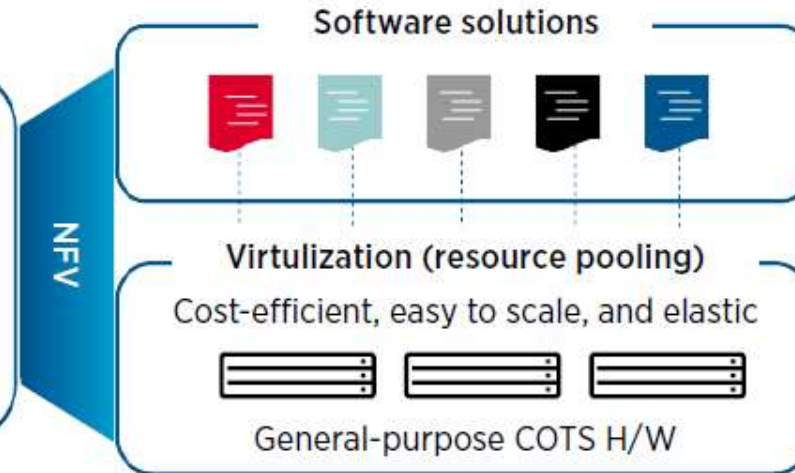 Software solutions
NFV
Virtulization (resource pooling)
Cost-efficient, easy to scale, and elastic
General-purpose COTS H/W